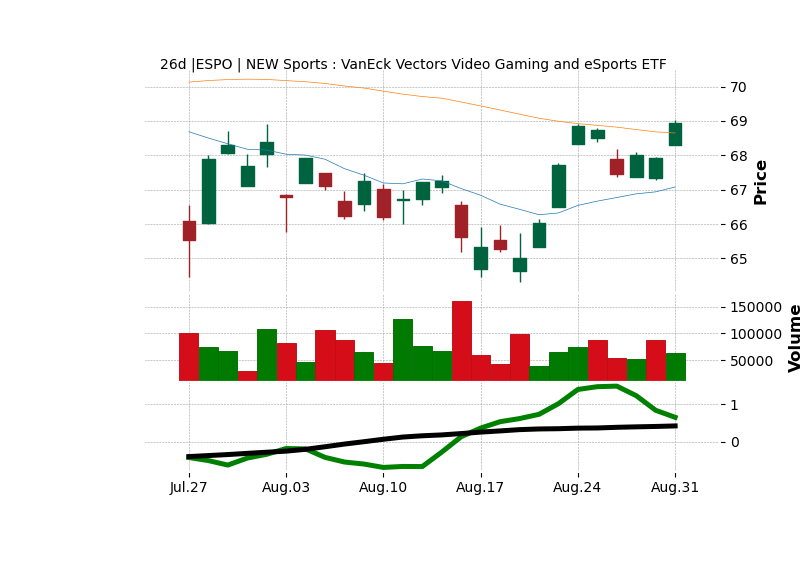 26d |ESPO | NEW Sports : VanEck Vectors Video Gaming and eSports ETF
70
69
68
67
66
65
Price
150000
100000
50000
Volume
1
0
Jul.27 Aug.03 Aug.10 Aug.17 Aug.24 Aug.31